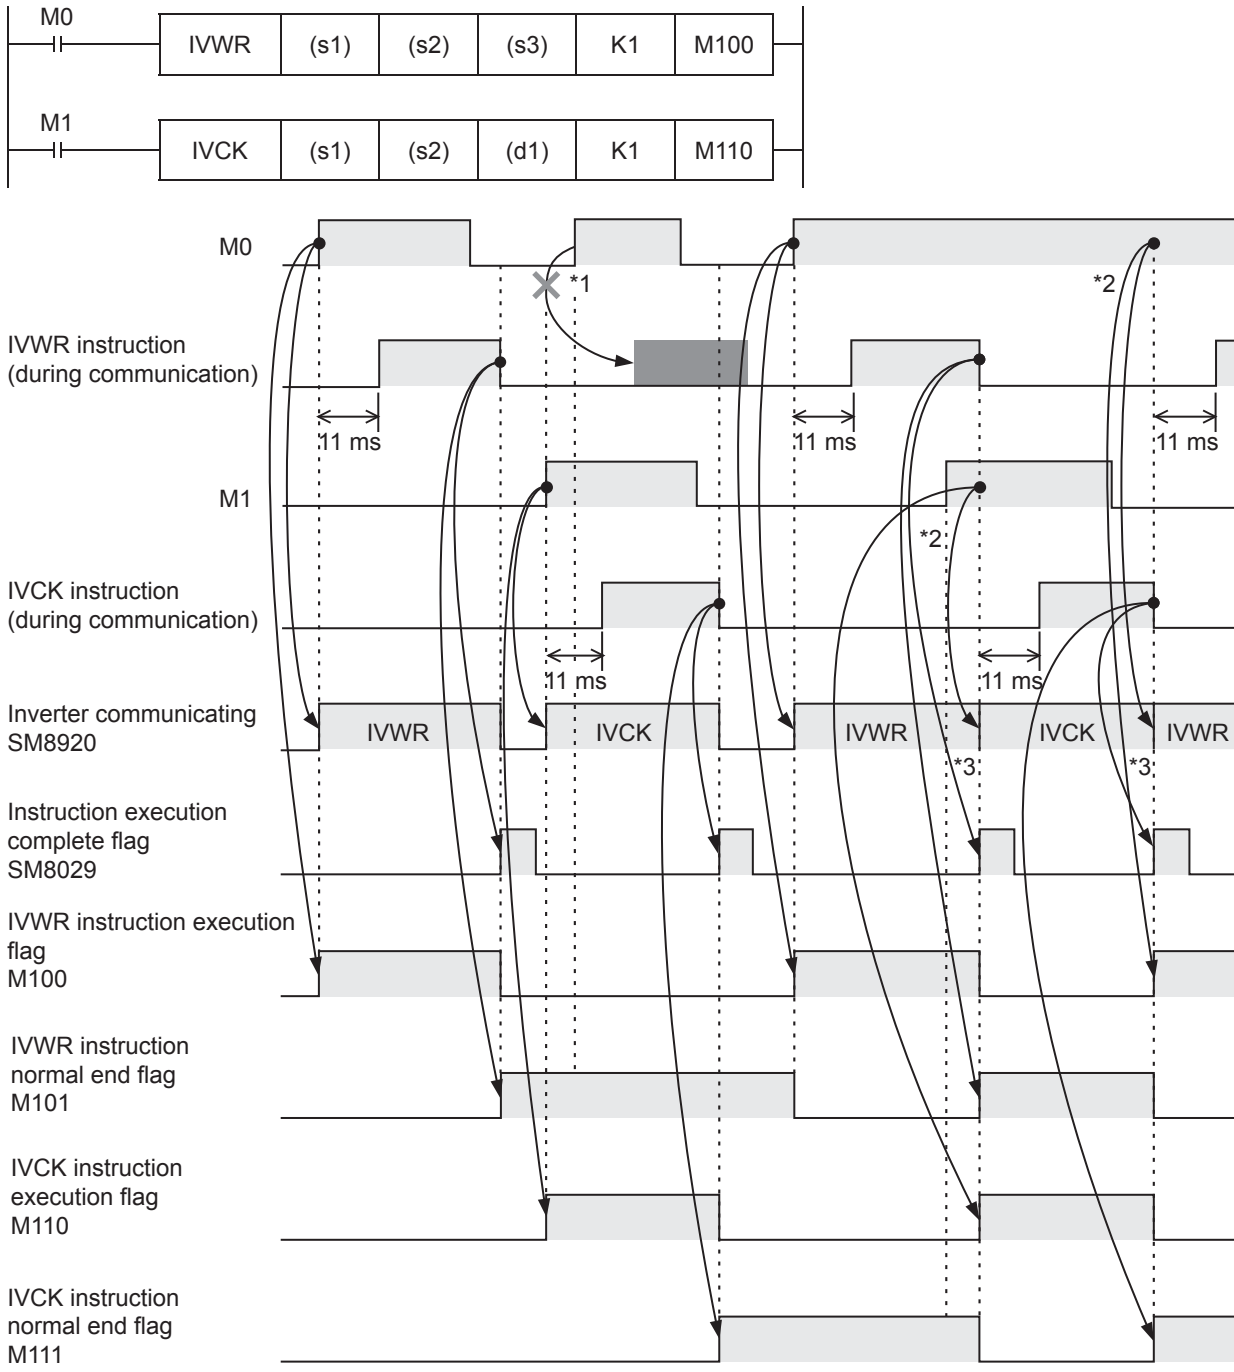 M0
IVWR (s1) (s2) (s3) K1 M100
M1
IVCK (s1) (s2) (d1) K1 M110
M0
*1
*2
IVWR instruction
(during communication)
11 ms
11 ms
11 ms
M1
*2
IVCK instruction
(during communication)
11 ms
11 ms
Inverter communicating
SM8920
IVWR
IVCK
IVWR
IVCK
IVWR
*3
*3
Instruction execution
complete flag
SM8029
IVWR instruction execution
flag
M100
IVWR instruction
normal end flag
M101
IVCK instruction
execution flag
M110
IVCK instruction
normal end flag
M111